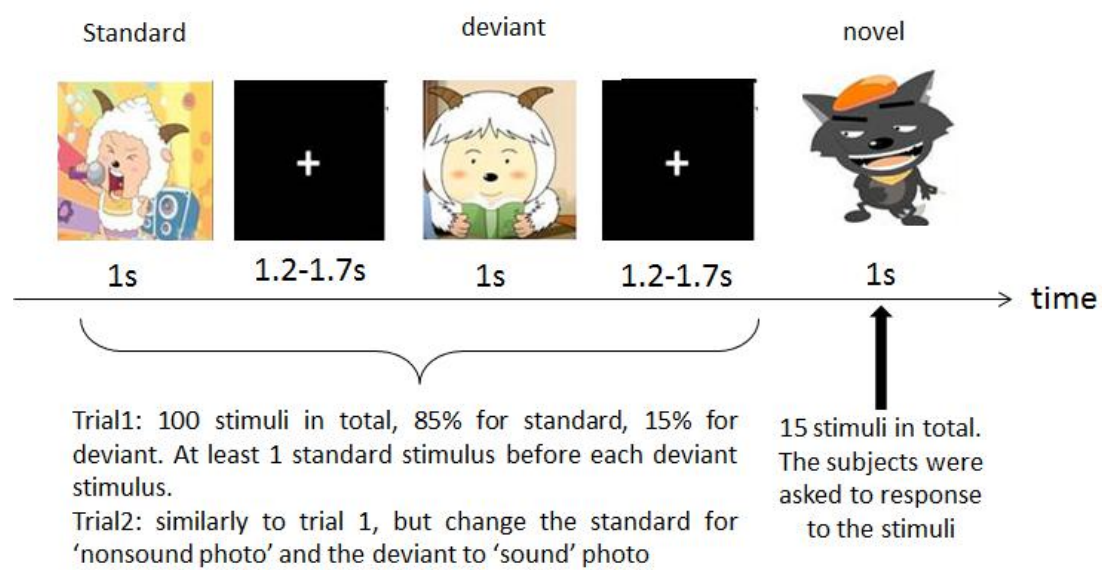 Standard
deviant
novel
1s
1.2-1.7s
1s
1.2-1.7s
1s
time
Trial1: 100 stimuli in total, 85% for standard, 15% for
deviant. At least 1 standard stimulus before each deviant
stimulus.
Trial2: similarly to trial 1, but change the standard for
‘nonsound photo’ and the deviant to ‘sound’ photo
15 stimuli in total.
The subjects were
asked to response
to the stimuli